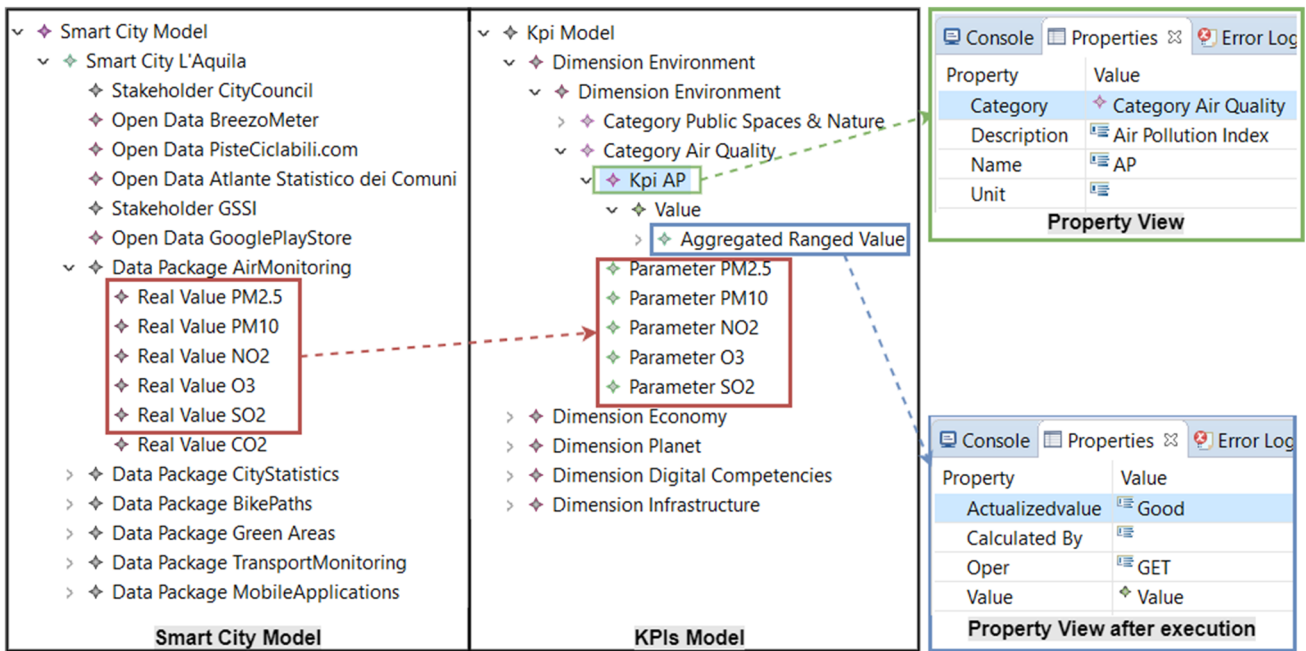 Smart City Model
Smart City L'Aquila
Stakeholder CityCouncil
Open Data BreezoMeter
Open Data PisteCiclabili.com
Open Data Atlante Statistico dei Comuni
Stakeholder GSSI
Open Data GooglePlayStore
Data Package AirMonitoring
Real Value PM2.5
Real Value PM10
Real Value NO2
Real Value O3
Real Value SO2
Real Value CO2
Data Package CityStatistics
Data Package BikePaths
Data Package Green Areas
Data Package TransportMonitoring
Data Package MobileApplications
Smart City Model
Kpi Model
Dimension Environment
Dimension Environment
Category Public Spaces & Nature
Category Air Quality
Kpi AP
Value
Aggregated Ranged Value
Parameter PM2.5
Parameter PM10
Parameter NO2
Parameter O3
Parameter SO2
Dimension Economy
Dimension Planet
Dimension Digital Competencies
Dimension Infrastructure
KPIs Model
Console Properties Error Log
Property Value
Category Category Air Quality
Description Air Pollution Index
Name AP
Unit
Property View
Console Properties Error Log
Property Value
Actualizedvalue Good
Calculated By
Oper GET
Value Value
Property View after execution